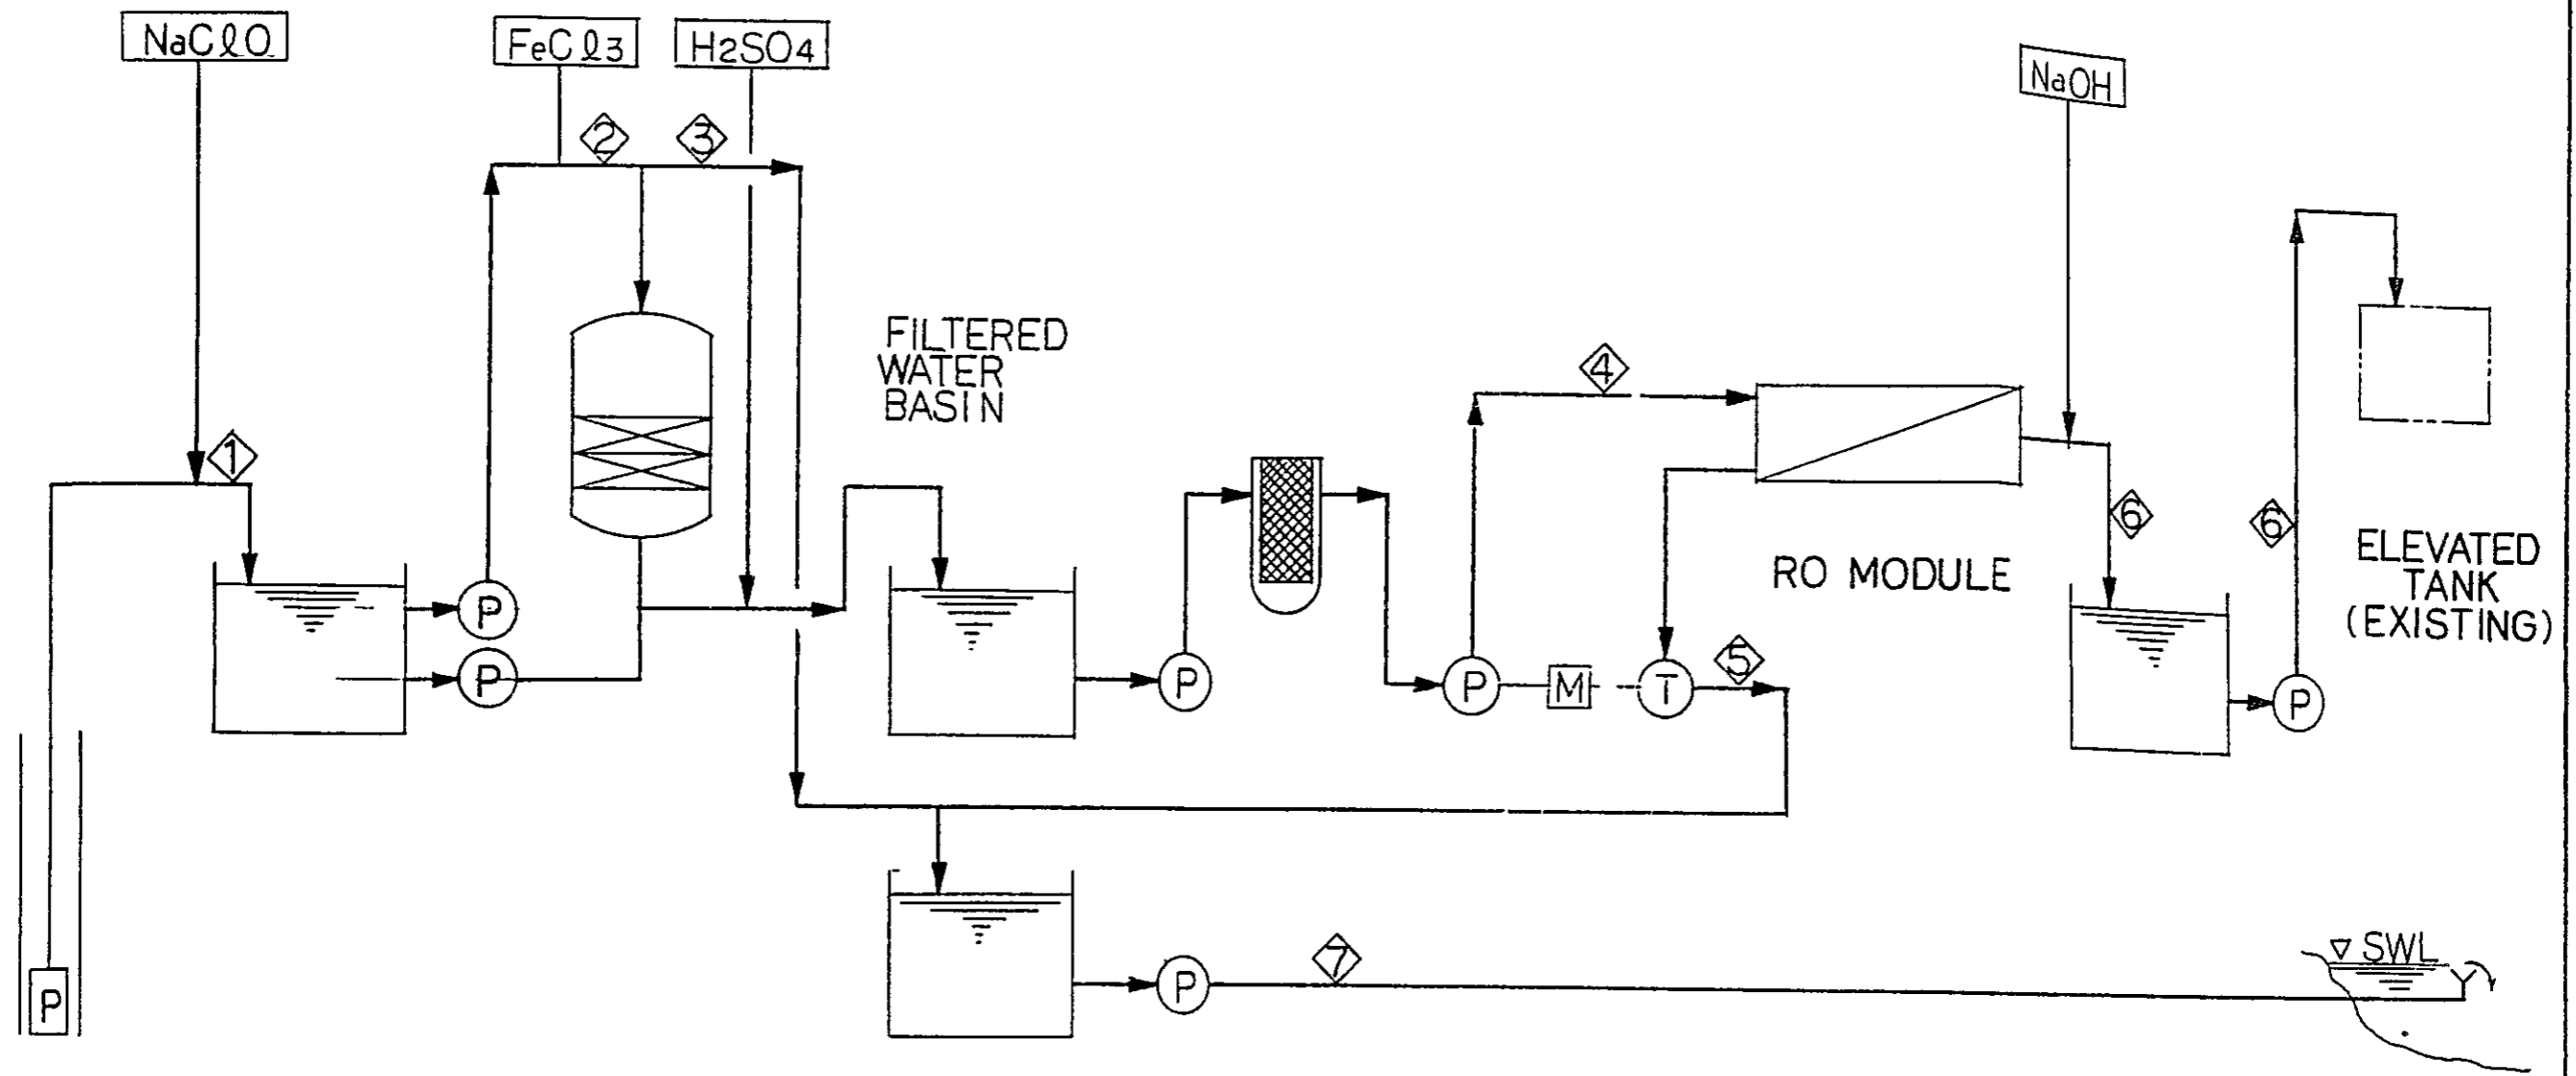 NaClO
FeCl3
H2SO4
NaOH
2
3
1
4
6
6
5
7
FILTERED
WATER
BASIN
RO MODULE
ELEVATED
TANK
(EXISTING)
P
P
P
P
M
T
P
P
P
P
SWL